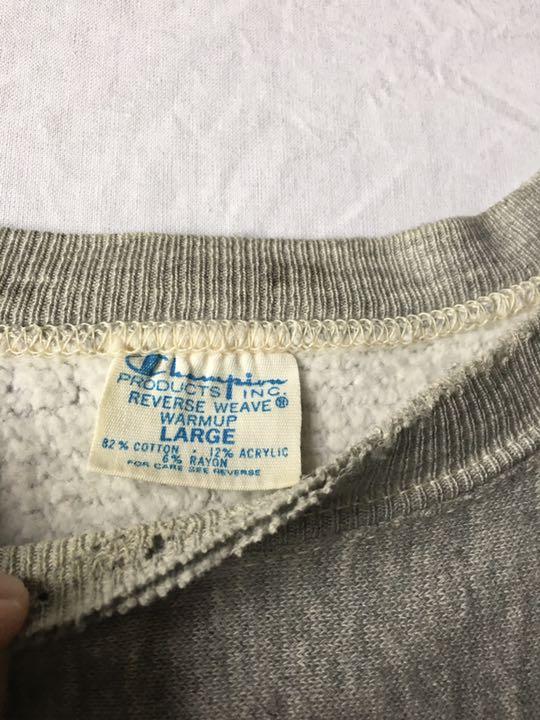 Champion
PRODUCTS INC.
REVERSE WEAVE®
WARMUP
LARGE
82% COTTON . 12% ACRYLIC
6% RAYON
FOR CARE SEE REVERSE